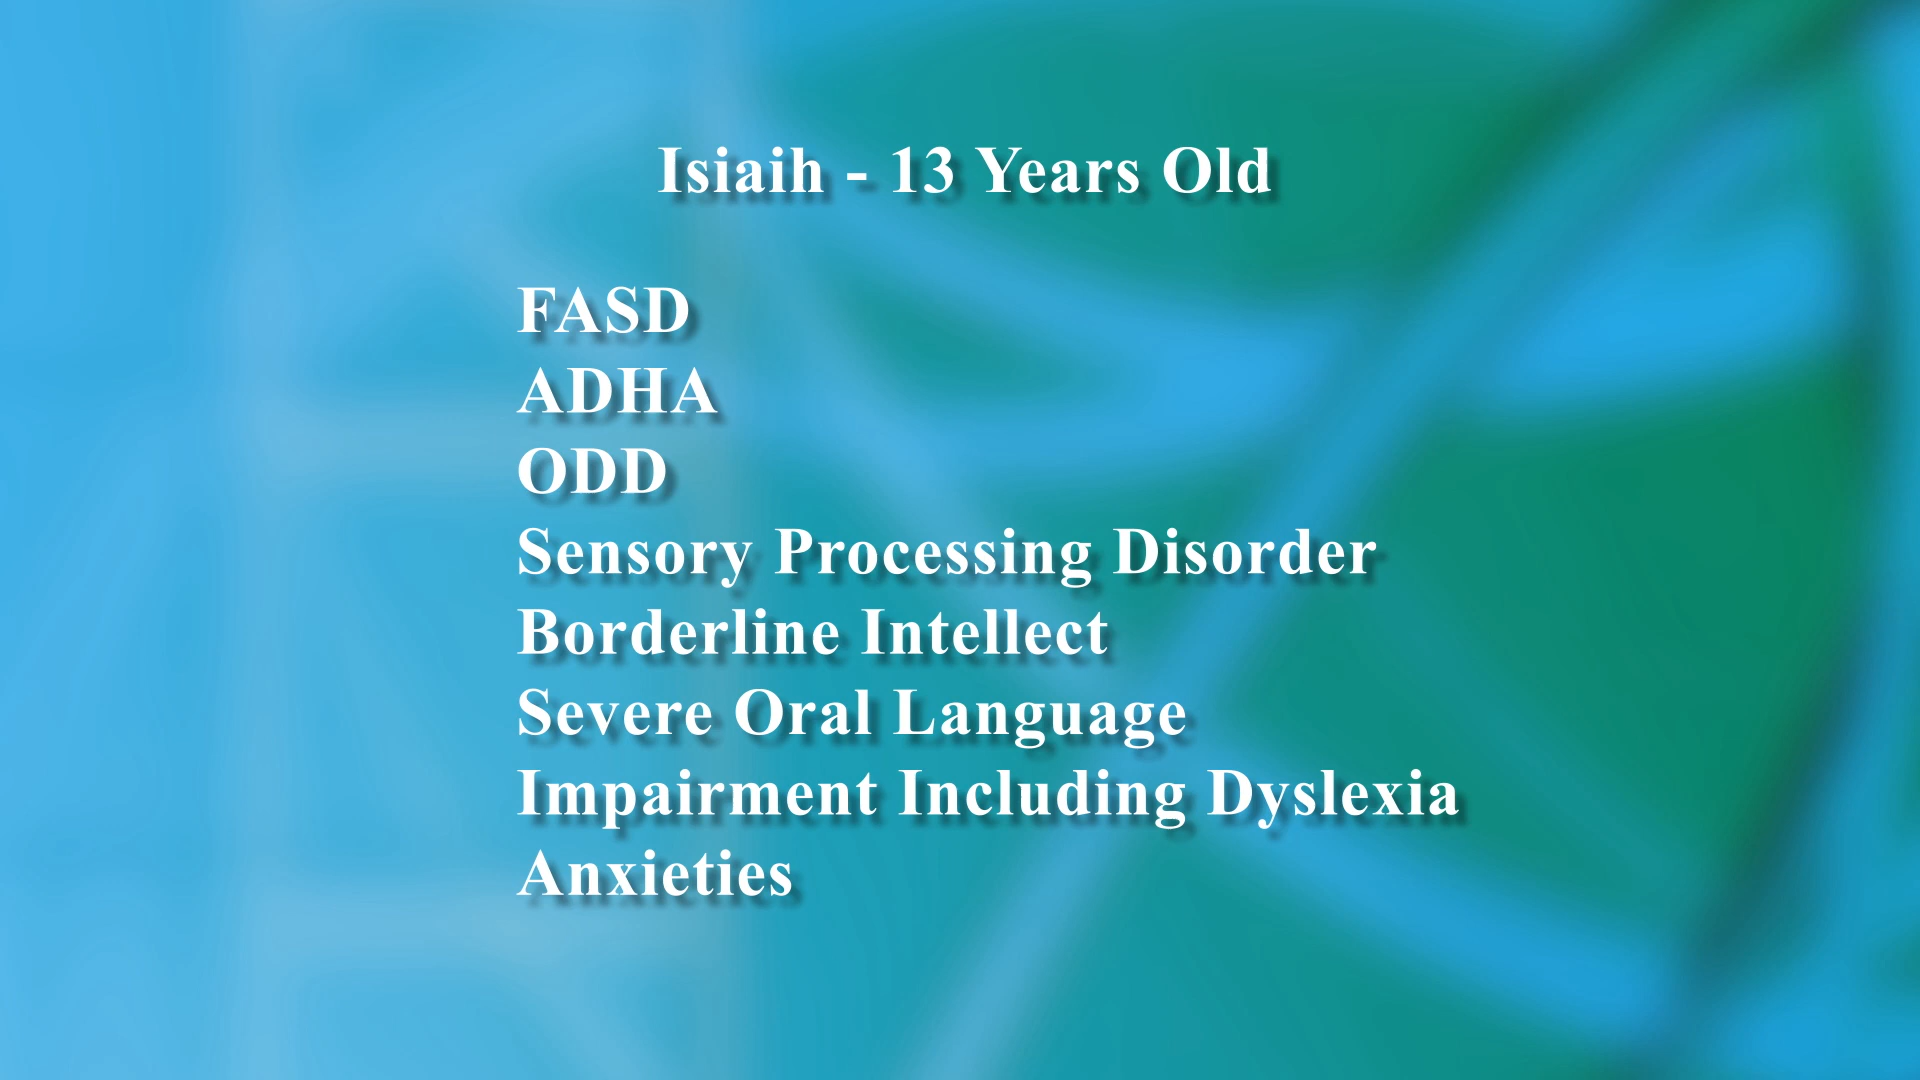 Isiaih - 13 Years Old
FASD
ADHA
ODD
Sensory Processing Disorder
Borderline Intellect
Severe Oral Language
Impairment Including Dyslexia
Anxieties